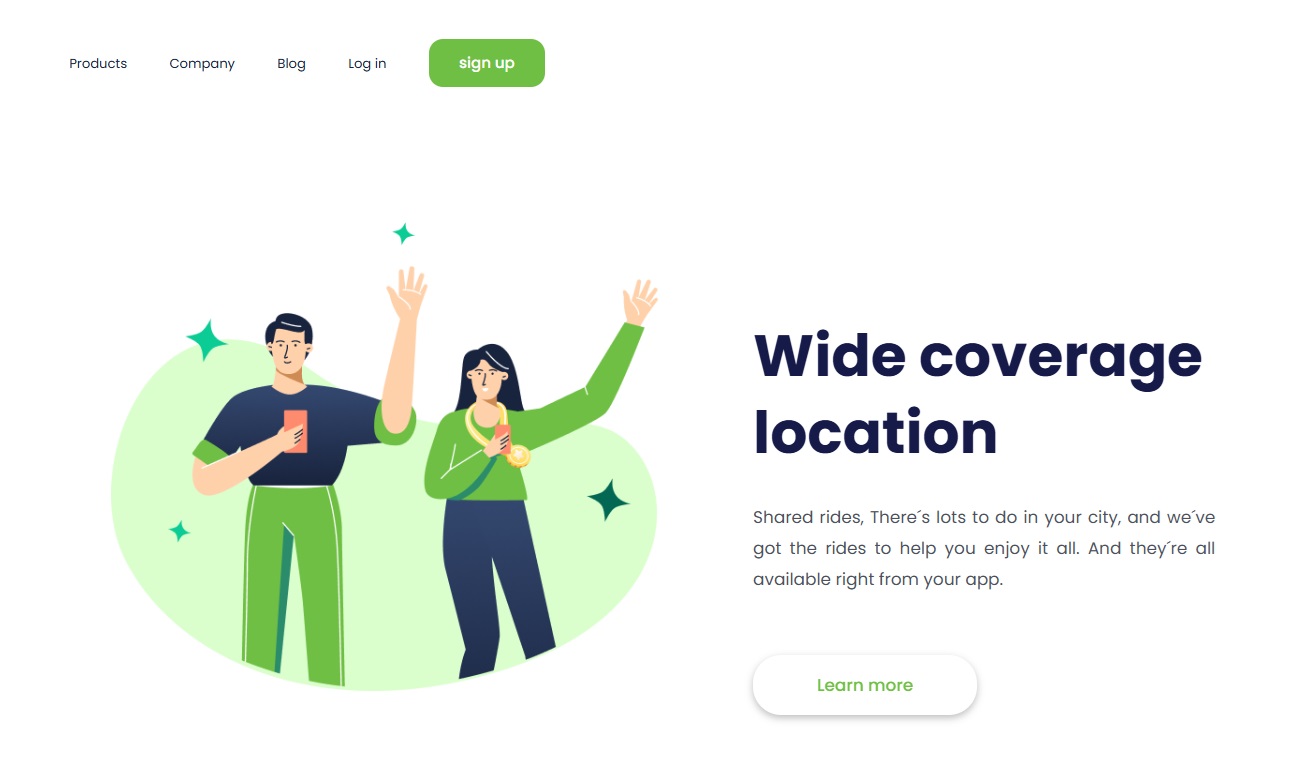 Products Company Blog Log in sign up
Wide coverage
location
Shared rides, There´s lots to do in your city, and we´ve
got the rides to help you enjoy it all. And they´re all
available right from your app.
Learn more